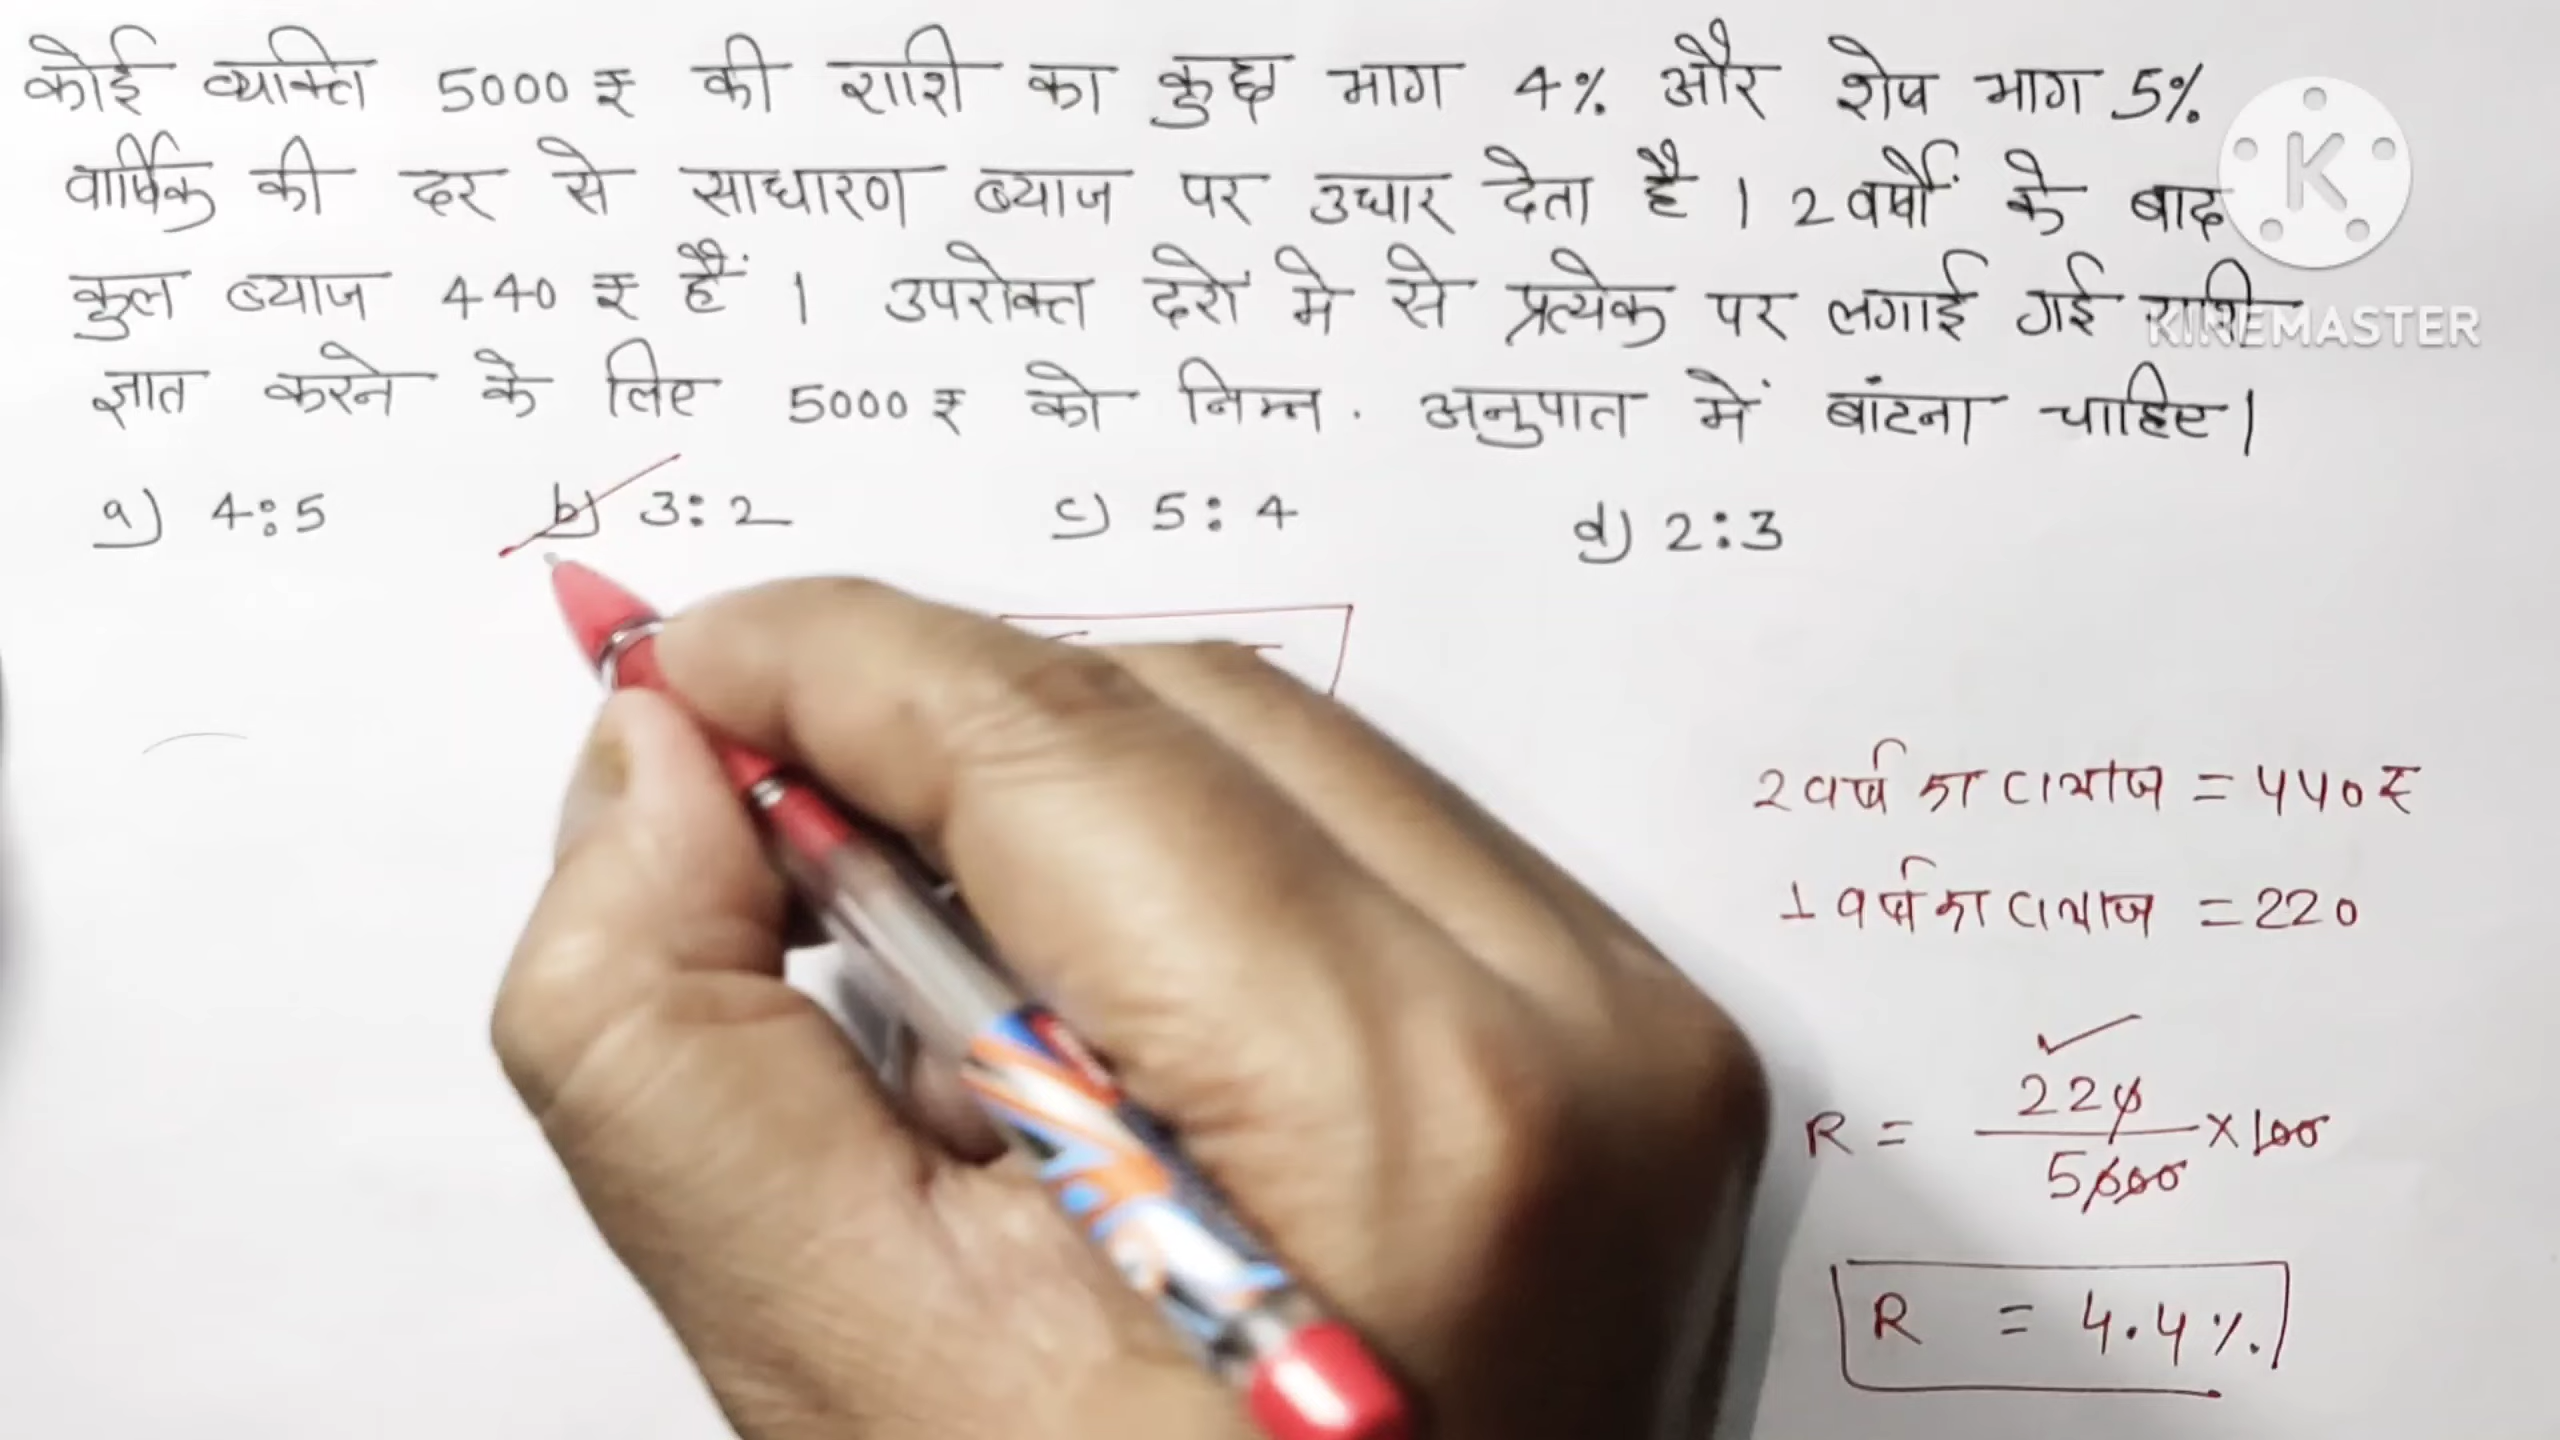 कोई व्यक्ति 5000 ₹ की राशि का कुछ भाग 4% और शेष भाग 5%
वार्षिक की दर से साधारण ब्याज पर उधार देता है । 2 वर्षों के बाद
कुल ब्याज 440 ₹ हैं । उपरोक्त दरो मे से प्रत्येक पर लगाई गई राशि
KINEMASTER
ज्ञात करने के लिए 5000 ₹ को निम्न . अनुपात में बांटना चाहिए।
a) 4:5 b) 3:2 c) 5:4 d) 2:3
2 वर्ष का ब्याज = 440 ₹
1 वर्ष का ब्याज = 220
R = 220/5000 × 100
R = 4.4%